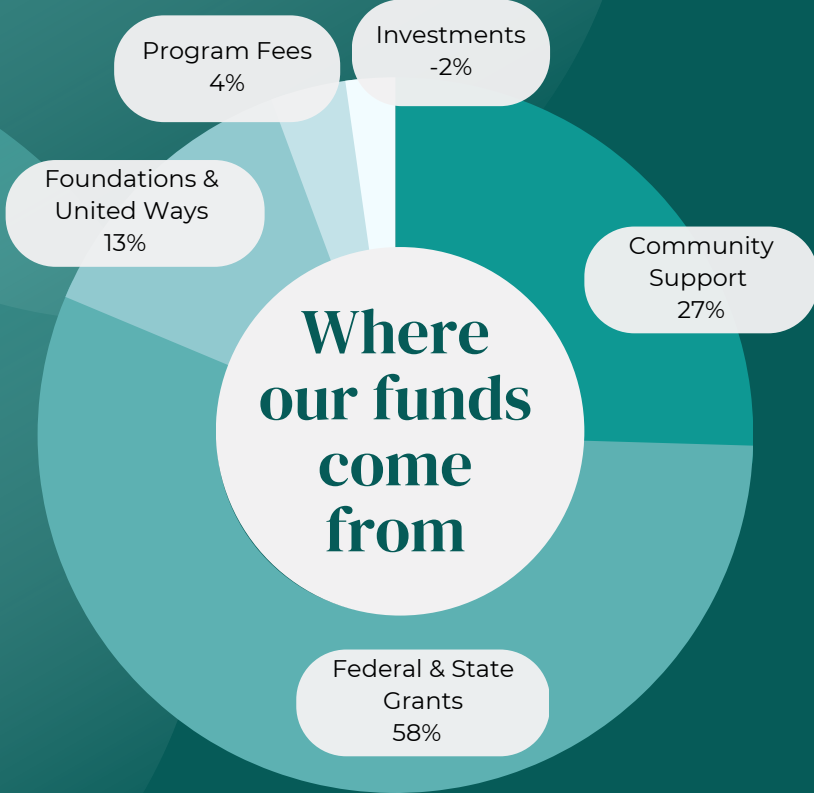 Program Fees
4%
Investments
-2%
Foundations &
United Ways
13%
Community
Support
27%
Where
our funds
come
from
Federal & State
Grants
58%